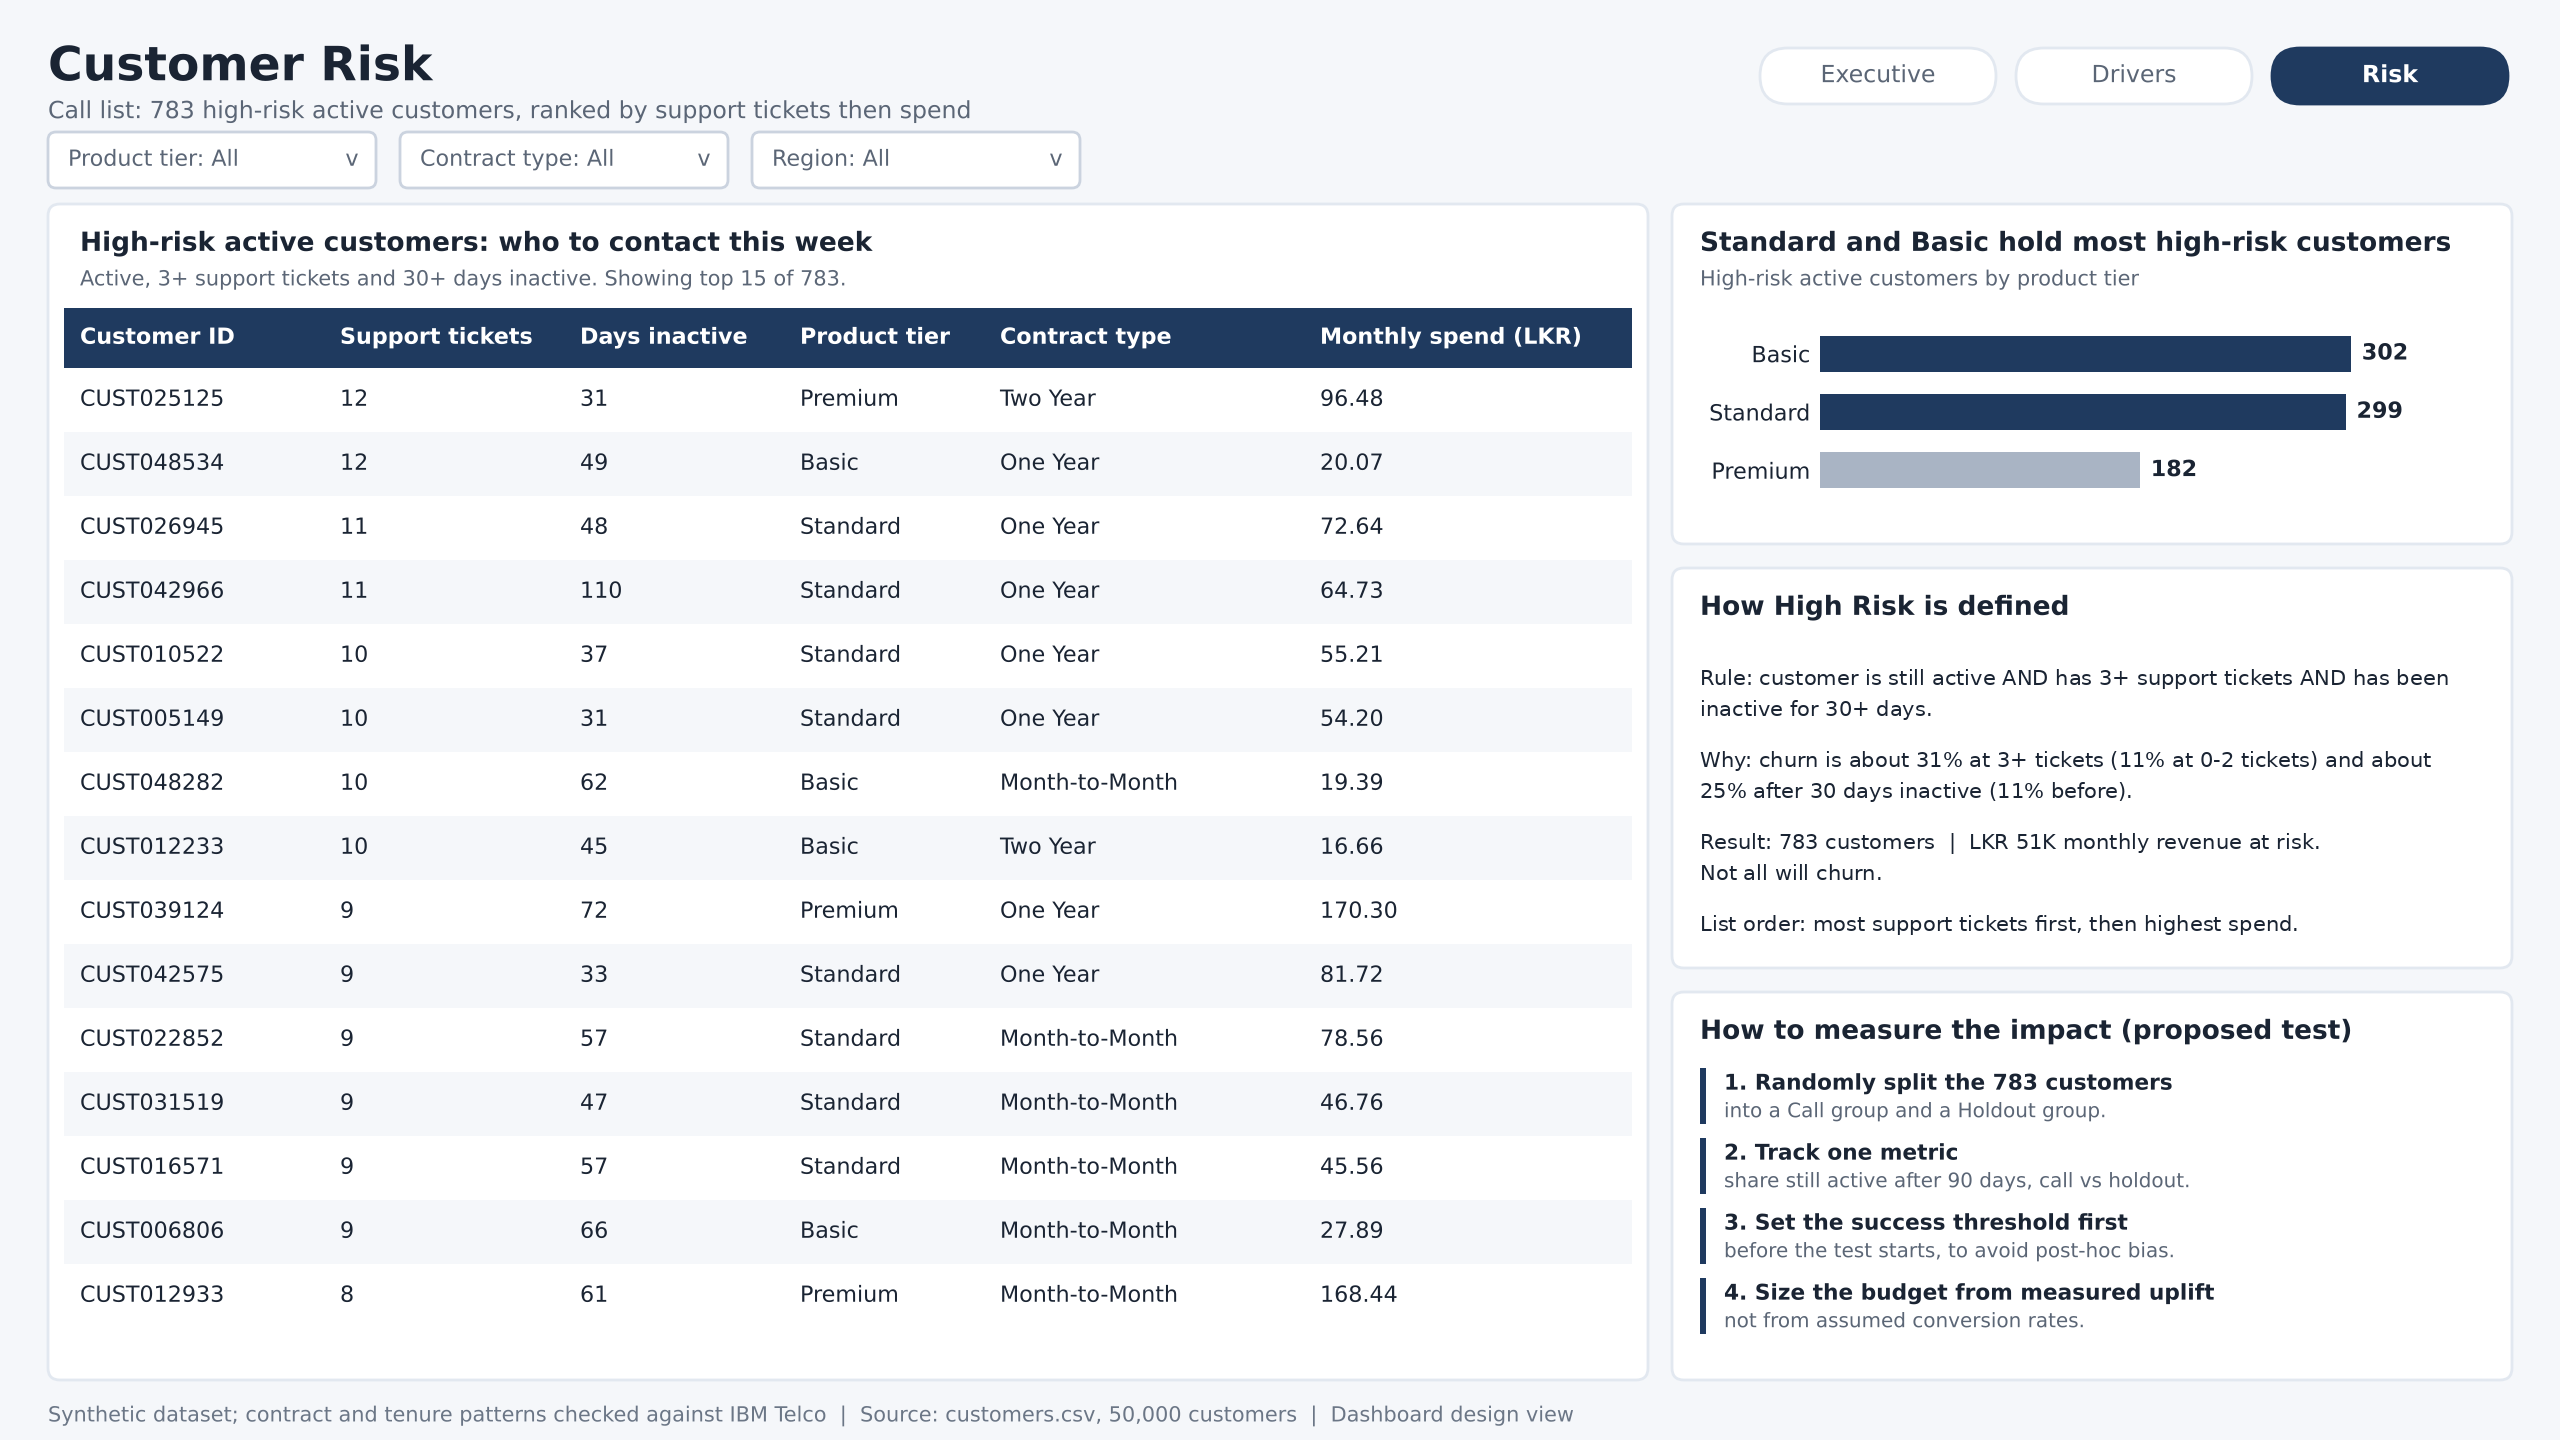 Customer Risk
Call list: 783 high-risk active customers, ranked by support tickets then spend
Executive
Drivers
Risk
Product tier: All v
Contract type: All v
Region: All v
High-risk active customers: who to contact this week
Active, 3+ support tickets and 30+ days inactive. Showing top 15 of 783.
Customer ID Support tickets Days inactive Product tier Contract type Monthly spend (LKR)
CUST025125 12 31 Premium Two Year 96.48
CUST048534 12 49 Basic One Year 20.07
CUST026945 11 48 Standard One Year 72.64
CUST042966 11 110 Standard One Year 64.73
CUST010522 10 37 Standard One Year 55.21
CUST005149 10 31 Standard One Year 54.20
CUST048282 10 62 Basic Month-to-Month 19.39
CUST012233 10 45 Basic Two Year 16.66
CUST039124 9 72 Premium One Year 170.30
CUST042575 9 33 Standard One Year 81.72
CUST022852 9 57 Standard Month-to-Month 78.56
CUST031519 9 47 Standard Month-to-Month 46.76
CUST016571 9 57 Standard Month-to-Month 45.56
CUST006806 9 66 Basic Month-to-Month 27.89
CUST012933 8 61 Premium Month-to-Month 168.44
Standard and Basic hold most high-risk customers
High-risk active customers by product tier
Basic 302
Standard 299
Premium 182
How High Risk is defined
Rule: customer is still active AND has 3+ support tickets AND has been
inactive for 30+ days.
Why: churn is about 31% at 3+ tickets (11% at 0-2 tickets) and about
25% after 30 days inactive (11% before).
Result: 783 customers | LKR 51K monthly revenue at risk.
Not all will churn.
List order: most support tickets first, then highest spend.
How to measure the impact (proposed test)
1. Randomly split the 783 customers
into a Call group and a Holdout group.
2. Track one metric
share still active after 90 days, call vs holdout.
3. Set the success threshold first
before the test starts, to avoid post-hoc bias.
4. Size the budget from measured uplift
not from assumed conversion rates.
Synthetic dataset; contract and tenure patterns checked against IBM Telco | Source: customers.csv, 50,000 customers | Dashboard design view